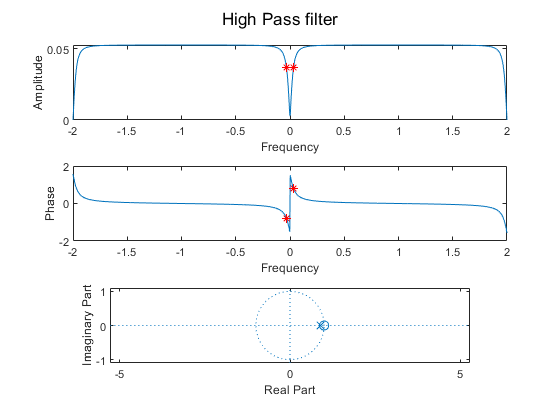 High Pass filter
0.05
Amplitude
0
-2 -1.5 -1 -0.5 0 0.5 1 1.5 2
Frequency
2
Phase
0
-2
-2 -1.5 -1 -0.5 0 0.5 1 1.5 2
Frequency
1
Imaginary Part
0
-1
-5 0 5
Real Part